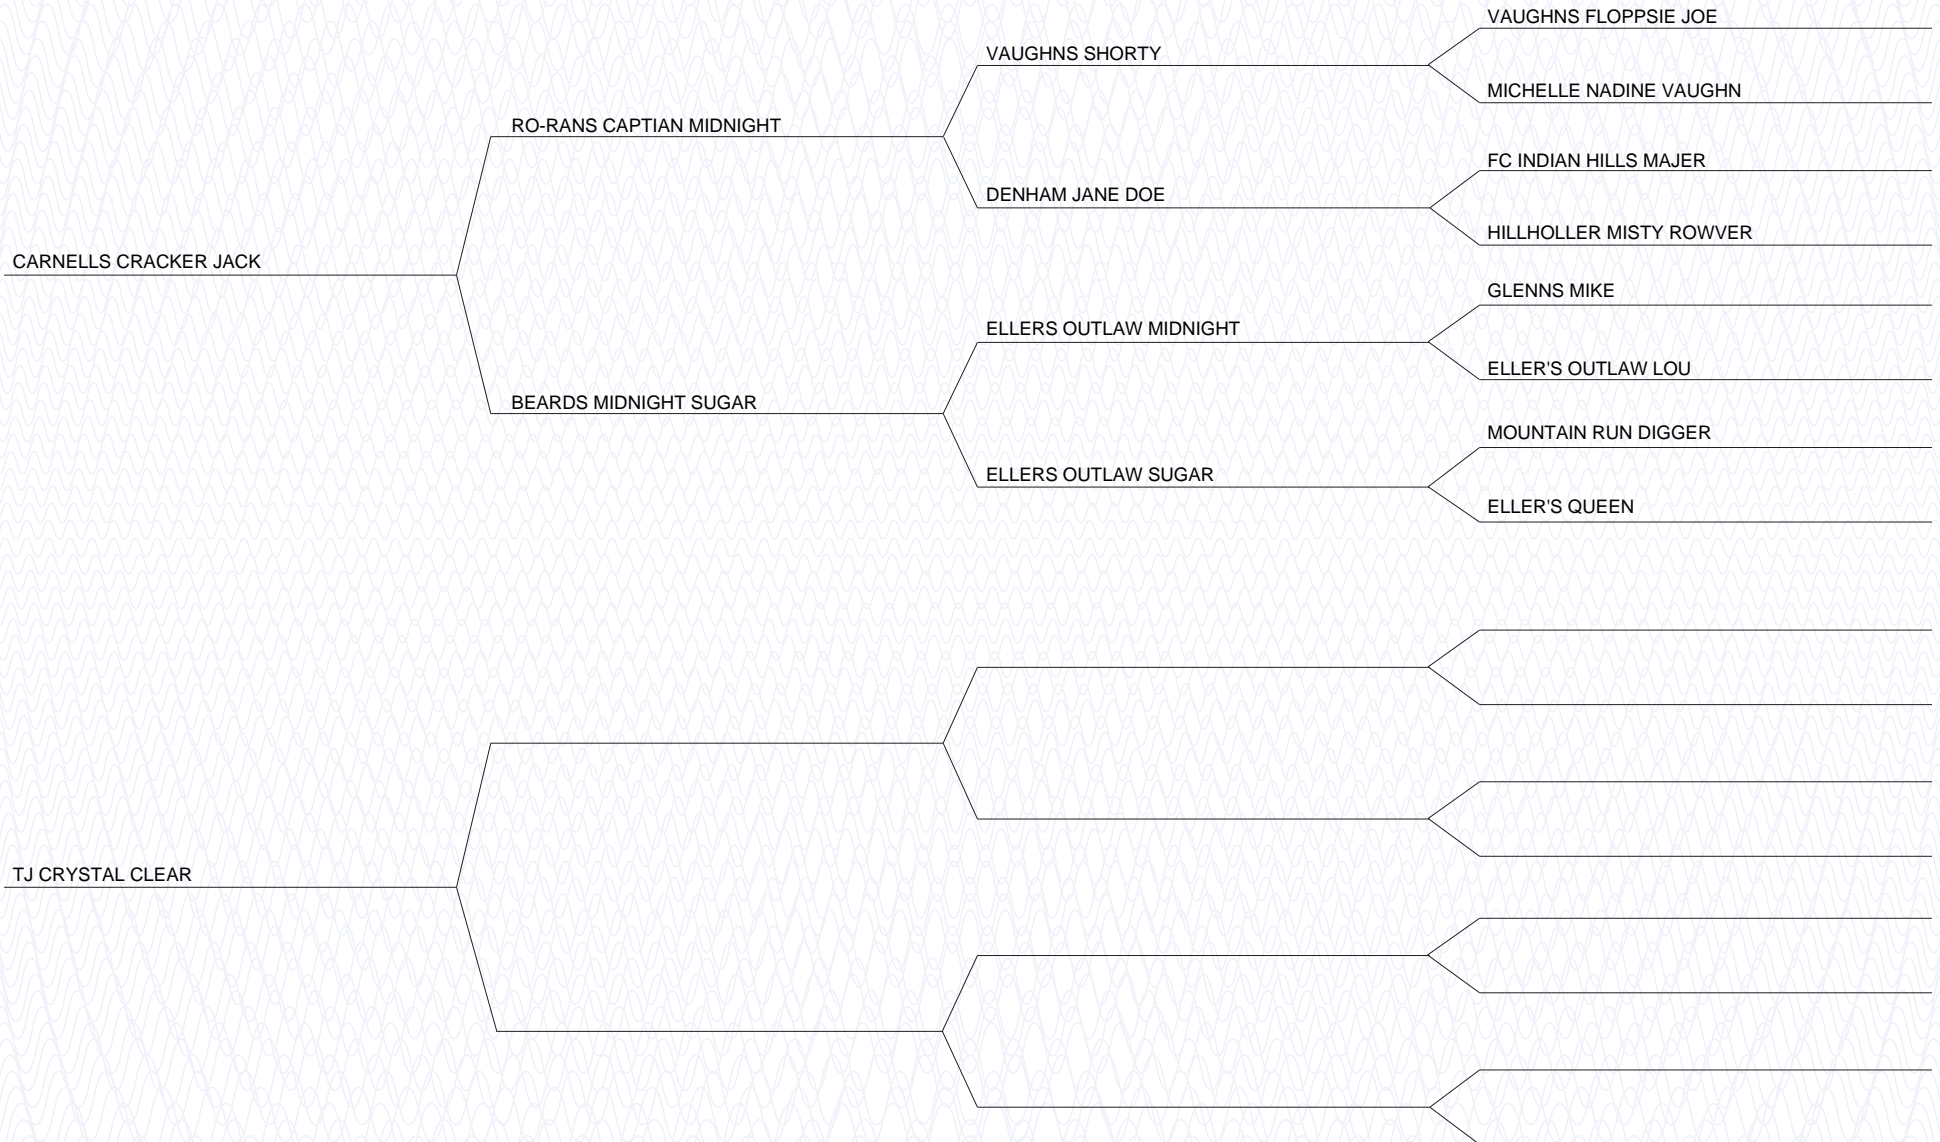 VAUGHNS FLOPPSIE JOE
VAUGHNS SHORTY
MICHELLE NADINE VAUGHN
RO-RANS CAPTIAN MIDNIGHT
FC INDIAN HILLS MAJER
DENHAM JANE DOE
HILLHOLLER MISTY ROWVER
CARNELLS CRACKER JACK
GLENNS MIKE
ELLERS OUTLAW MIDNIGHT
ELLER'S OUTLAW LOU
BEARDS MIDNIGHT SUGAR
MOUNTAIN RUN DIGGER
ELLERS OUTLAW SUGAR
ELLER'S QUEEN
TJ CRYSTAL CLEAR